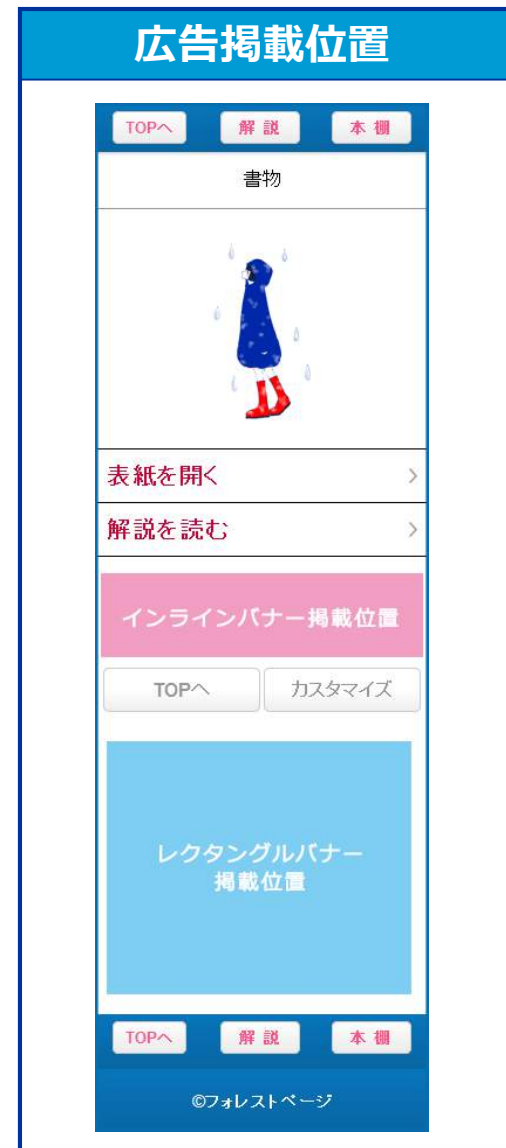 広告掲載位置
TOPへ 解説 本棚
書物
表紙を開く
解説を読む
インラインバナー掲載位置
TOPへ カスタマイズ
レクタングルバナー
掲載位置
TOPへ 解説 本棚
©フォレストページ